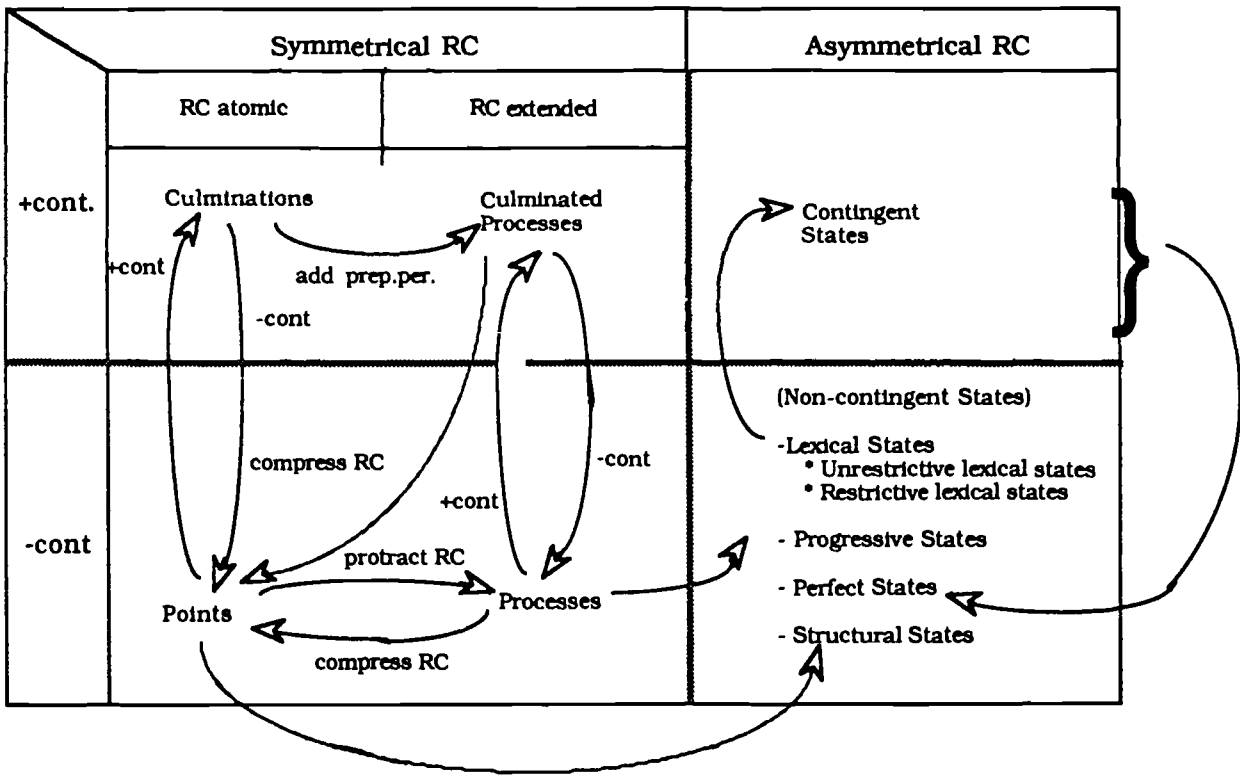 Symmetrical RC
Asymmetrical RC
RC atomic
RC extended
+cont.
Culminations
Culminated
Processes
Contingent
States
+cont
add prep.per.
-cont
(Non-contingent States)
-Lexical States
* Unrestrictive lexical states
* Restrictive lexical states
compress RC
-cont
+cont
-cont
protract RC
- Progressive States
- Perfect States
Points
Processes
- Structural States
compress RC